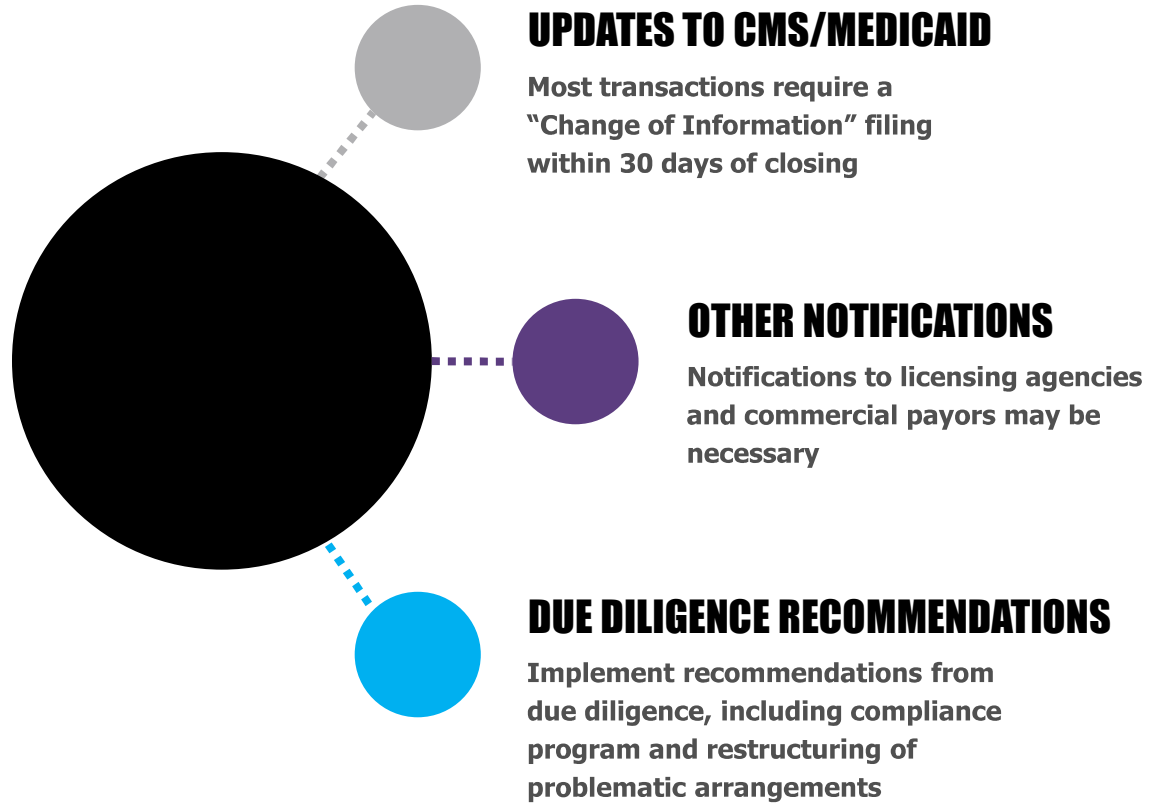 UPDATES TO CMS/MEDICAID
Most transactions require a
“Change of Information” filing
within 30 days of closing
OTHER NOTIFICATIONS
Notifications to licensing agencies
and commercial payors may be
necessary
DUE DILIGENCE RECOMMENDATIONS
Implement recommendations from
due diligence, including compliance
program and restructuring of
problematic arrangements